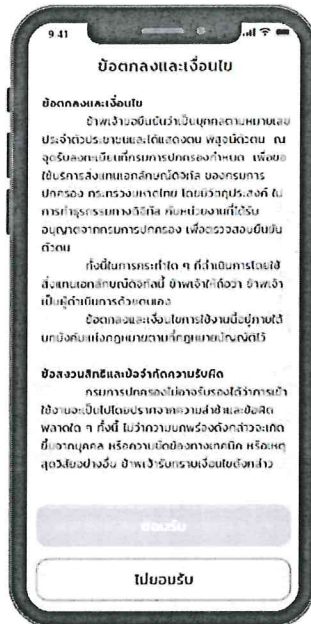 9:41
ข้อตกลงและเงื่อนไข
ข้อตกลงและเงื่อนไข
ข้าพเจ้าขอยืนยันว่าเป็นบุคคลตามหมายเลข
ประจำตัวประชาชนและได้แสดงตน พิสูจน์ตัวตน ณ
จุดรับลงทะเบียนที่กรมการปกครองกำหนด เพื่อขอ
ใช้บริการสิ่งแทนเอกลักษณ์ดิจิทัล ของกรมการ
ปกครอง กระทรวงมหาดไทย โดยมีวัตถุประสงค์ ใน
การทำธุรกรรมทางดิจิทัล กับหน่วยงานที่ได้รับ
อนุญาตจากกรมการปกครอง เพื่อตรวจสอบยืนยัน
ตัวตน
ทั้งนี้ในการกระทำใด ๆ ที่ดำเนินการโดยใช้
สิ่งแทนเอกลักษณ์ดิจิทัลนี้ ข้าพเจ้าให้ถือว่า ข้าพเจ้า
เป็นผู้ดำเนินการด้วยตนเอง
ข้อตกลงและเงื่อนไขการใช้งานนี้อยู่ภายใต้
บทบังคับแห่งกฎหมายตามที่กฎหมายบัญญัติไว้
ข้อสงวนสิทธิและข้อจำกัดความรับผิด
กรมการปกครองไม่อาจรับรองได้ว่าการเข้า
ใช้งานจะเป็นไปโดยปราศจากความล่าช้าและข้อผิด
พลาดใด ๆ ทั้งนี้ ไม่ว่าความบกพร่องดังกล่าวจะเกิด
ขึ้นจากบุคคล หรือความขัดข้องทางเทคนิค หรือเหตุ
สุดวิสัยอย่างอื่น ข้าพเจ้ารับทราบเงื่อนไขดังกล่าว
ยอมรับ
ไม่ยอมรับ